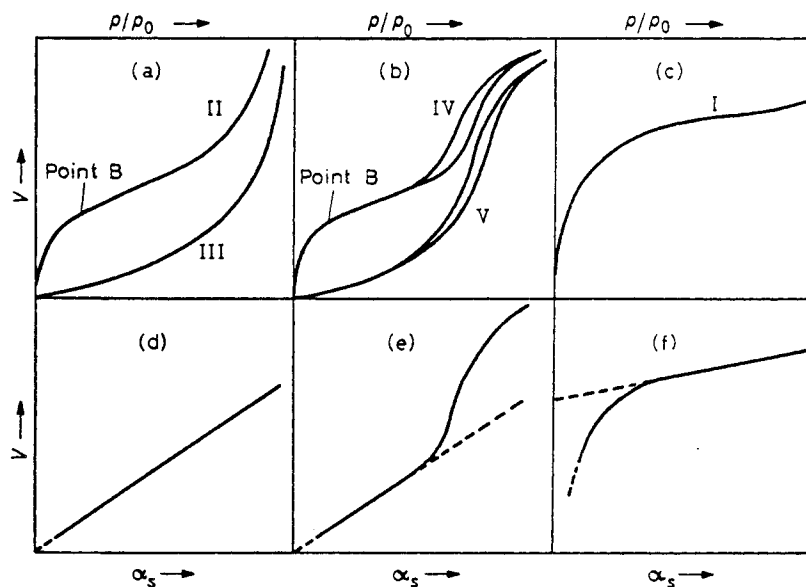 p/p₀ → p/p₀ → p/p₀ →
(a) (b) (c)
II IV I
Point B Point B
V →
III V
(d) (e) (f)
V →
αₛ → αₛ → αₛ →